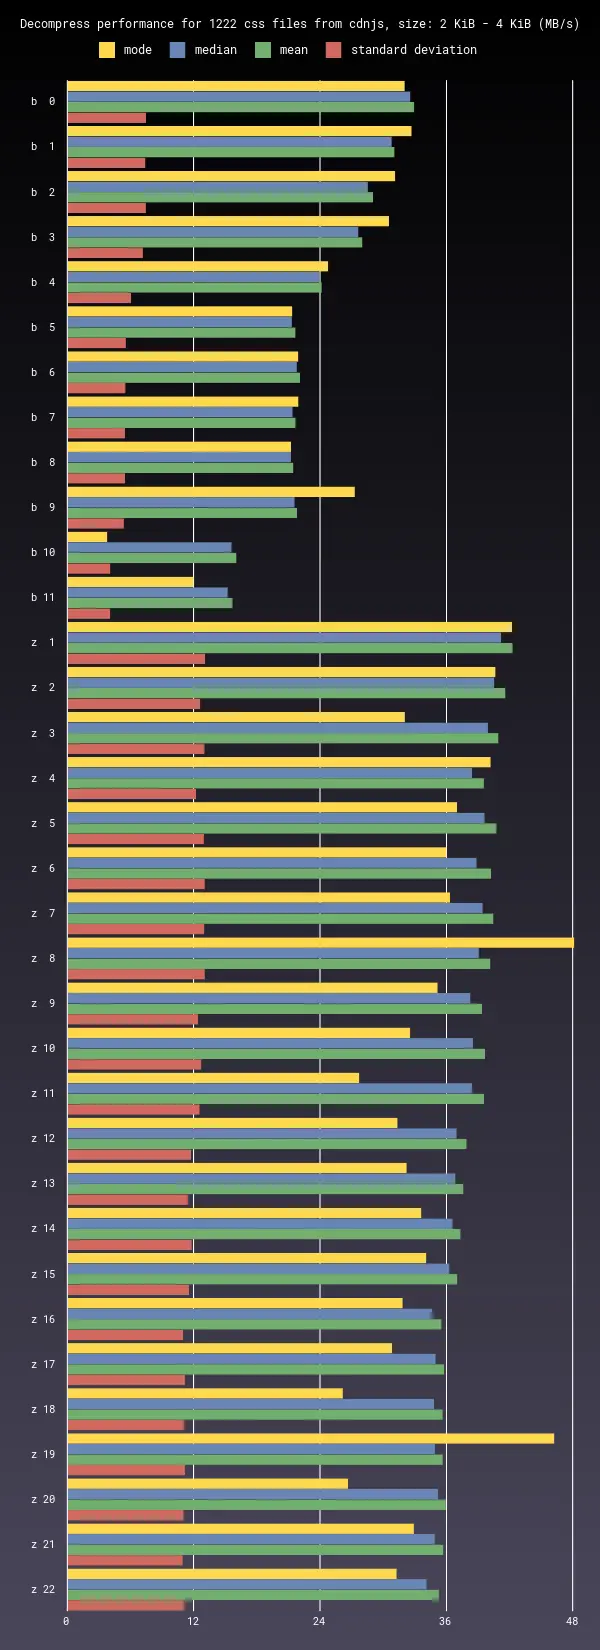 Decompress performance for 1222 css files from cdnjs, size: 2 KiB - 4 KiB (MB/s)
mode median mean standard deviation
b 0
b 1
b 2
b 3
b 4
b 5
b 6
b 7
b 8
b 9
b 10
b 11
z 1
z 2
z 3
z 4
z 5
z 6
z 7
z 8
z 9
z 10
z 11
z 12
z 13
z 14
z 15
z 16
z 17
z 18
z 19
z 20
z 21
z 22
0 12 24 36 48